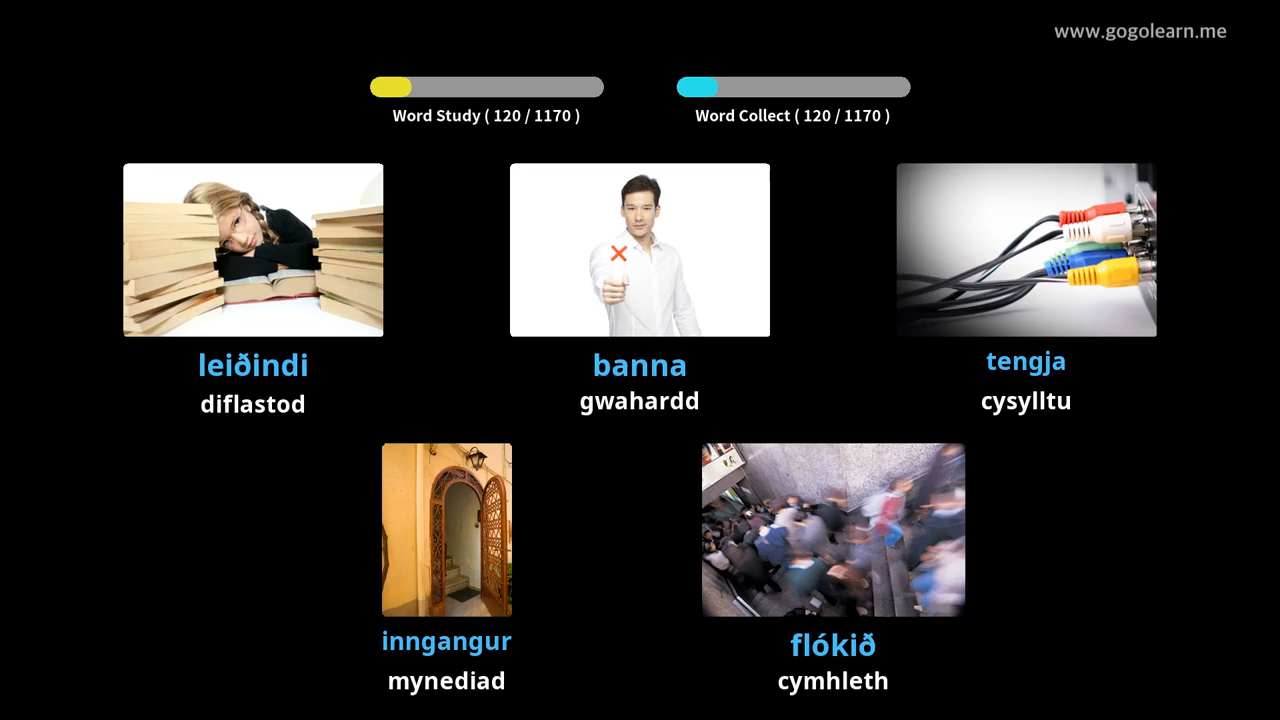 www.gogolearn.me
Word Study ( 120 / 1170 )
Word Collect ( 120 / 1170 )
leiðindi
diflastod
banna
gwahardd
tengja
cysylltu
inngangur
mynediad
flókið
cymhleth